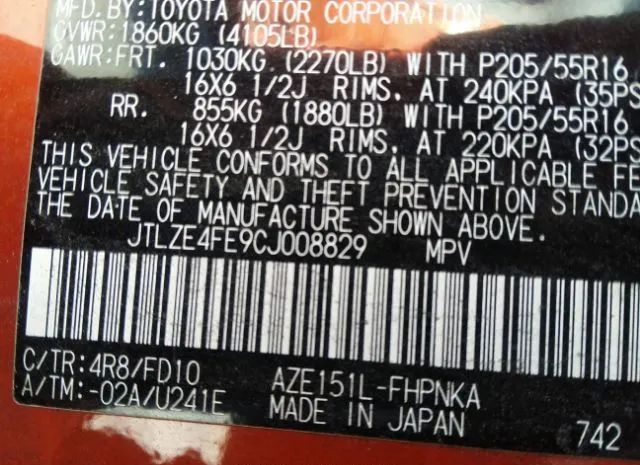 MFD.BY:TOYOTA MOTOR CORPORATION
GVWR:1860KG (4105LB)
GAWR:FRT. 1030KG (2270LB) WITH P205/55R16
16X6 1/2J RIMS, AT 240KPA (35PS
RR. 855KG (1880LB) WITH P205/55R16
16X6 1/2J RIMS, AT 220KPA (32PS
THIS VEHICLE CONFORMS TO ALL APPLICABLE FE
VEHICLE SAFETY AND THEFT PREVENTION STANDA
THE DATE OF MANUFACTURE SHOWN ABOVE.
JTLZE4FE9CJ008829 MPV
C/TR:4R8/FD10 AZE151L-FHPNKA
A/TM:-02A/U241E MADE IN JAPAN 742